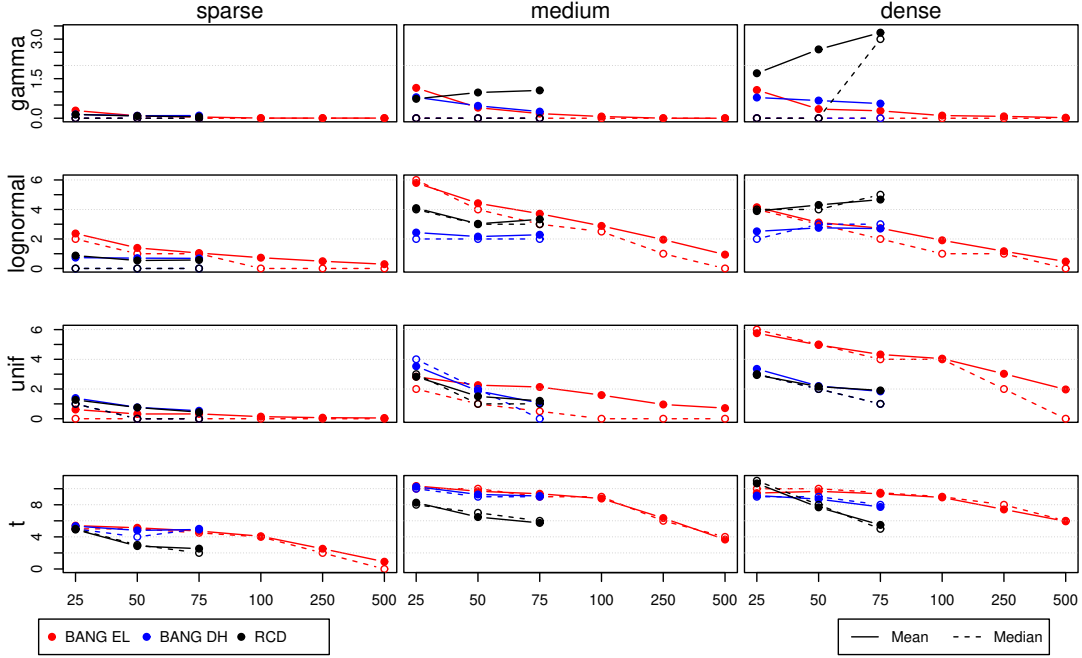 sparse medium dense
gamma
0.0 1.5 3.0
lognormal
0 2 4 6
unif
0 2 4 6
t
0 4 8
25 50 75 100 250 500 25 50 75 100 250 500 25 50 75 100 250 500
BANG EL BANG DH RCD Mean Median